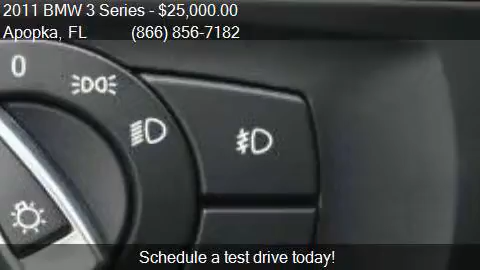 2011 BMW 3 Series - $25,000.00
Apopka, FL (866) 856-7182
0
Schedule a test drive today!